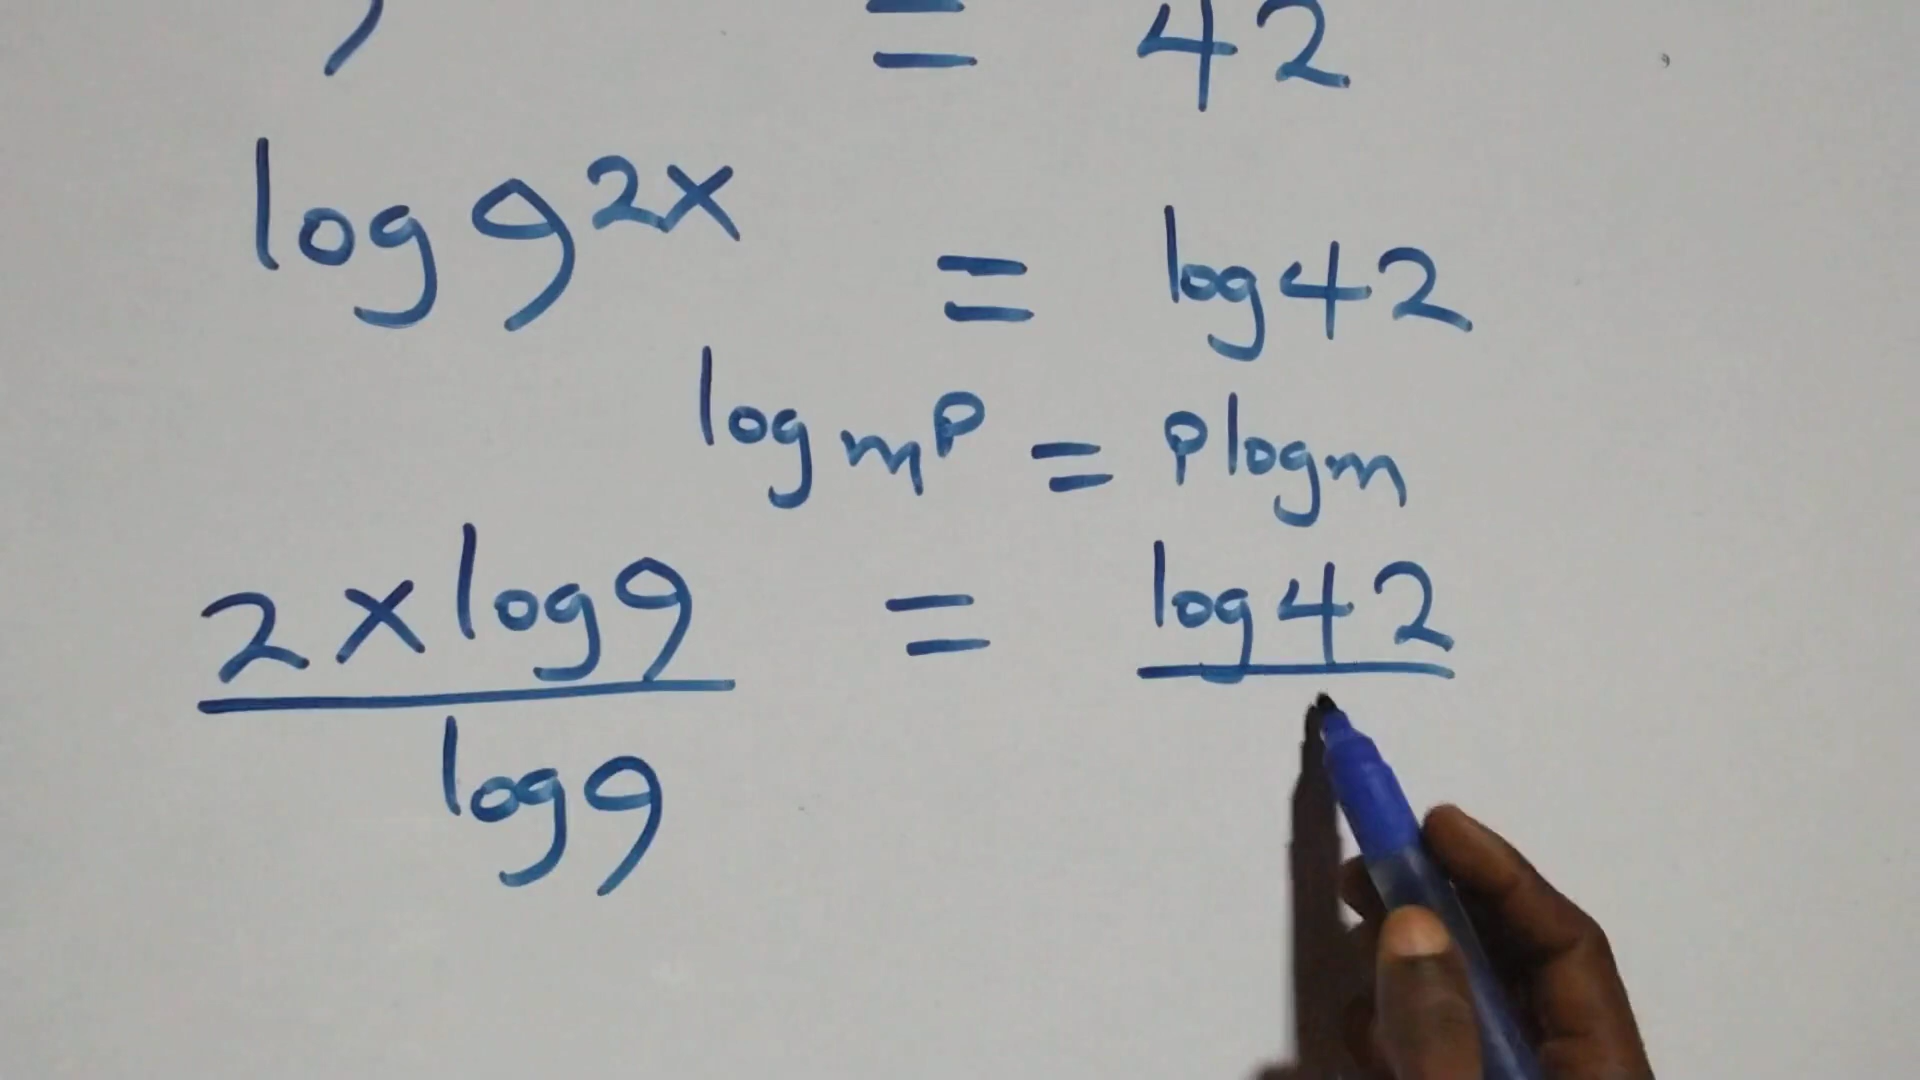 = 42
log 9^2x = log 42
log m^p = p log m
2x log 9 = log 42
log 9